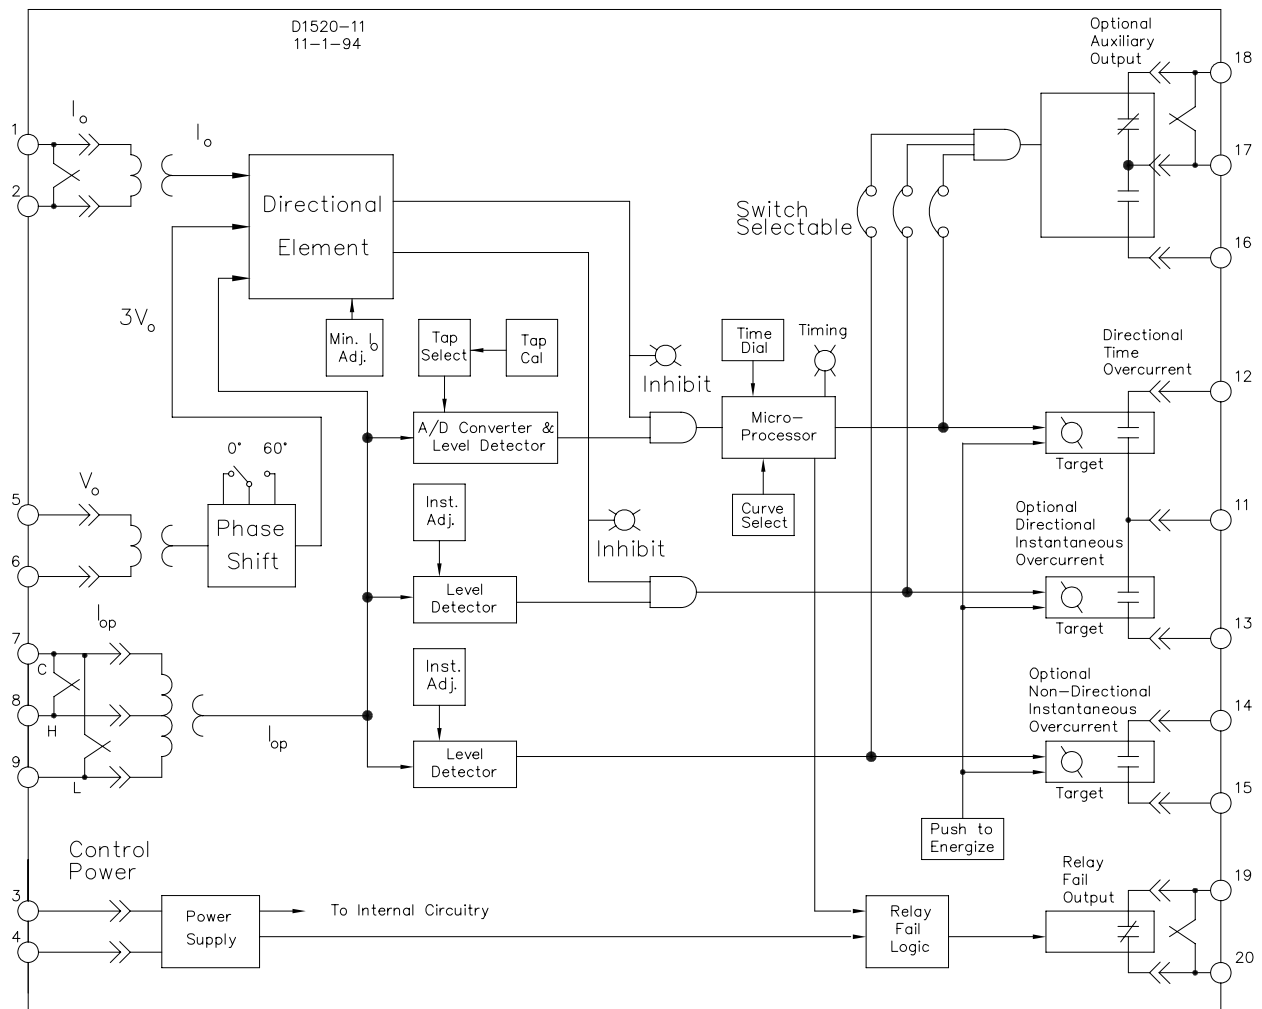 D1520-11
11-1-94
Optional
Auxiliary
Output
18
17
16
1
2
Io
Io
Directional
Element
Switch
Selectable
3Vo
Min. Io
Adj.
Tap
Select
Tap
Cal
Inhibit
Time
Dial
Timing
Directional
Time
Overcurrent
12
A/D Converter &
Level Detector
Micro-
Processor
Target
0° 60°
Vo
5
6
Phase
Shift
Inst.
Adj.
Inhibit
Curve
Select
Optional
Directional
Instantaneous
Overcurrent
11
Level
Detector
Target
13
Iop
7
8
9
C
H
L
Iop
Inst.
Adj.
Level
Detector
Optional
Non-Directional
Instantaneous
Overcurrent
14
Target
15
Push to
Energize
Control
Power
3
4
Power
Supply
To Internal Circuitry
Relay
Fail
Logic
Relay
Fail
Output
19
20